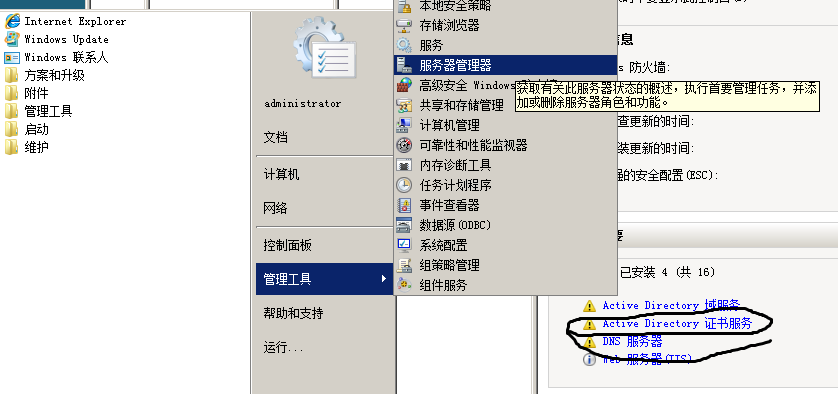 Internet Explorer
Windows Update
Windows 联系人
方案和升级
附件
管理工具
启动
维护
administrator
文档
计算机
网络
控制面板
管理工具
帮助和支持
运行...
本地安全策略
存储浏览器
服务
服务器管理器
高级安全 Windows
共享和存储管理
计算机管理
可靠性和性能监视器
内存诊断工具
任务计划程序
事件查看器
数据源(ODBC)
系统配置
组策略管理
组件服务
获取有关此服务器状态的概述，执行首要管理任务，并添
加或删除服务器角色和功能。
息
s 防火墙:
查更新的时间:
装更新的时间:
强的安全配置(ESC):
要
已安装 4 (共 16)
Active Directory 域服务
Active Directory 证书服务
DNS 服务器
Web 服务器(IIS)